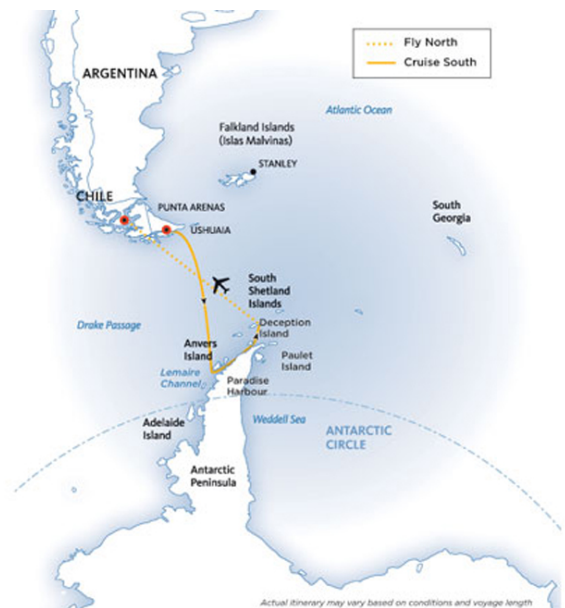 Fly North
Cruise South
ARGENTINA
Atlantic Ocean
Falkland Islands
(Islas Malvinas)
STANLEY
CHILE
PUNTA ARENAS
USHUAIA
South
Georgia
South
Shetland
Islands
Drake Passage
Deception
Island
Anvers
Island
Paulet
Island
Lemaire
Channel
Paradise
Harbour
Weddell Sea
Adelaide
Island
ANTARCTIC
CIRCLE
Antarctic
Peninsula
Actual itinerary may vary based on conditions and voyage length